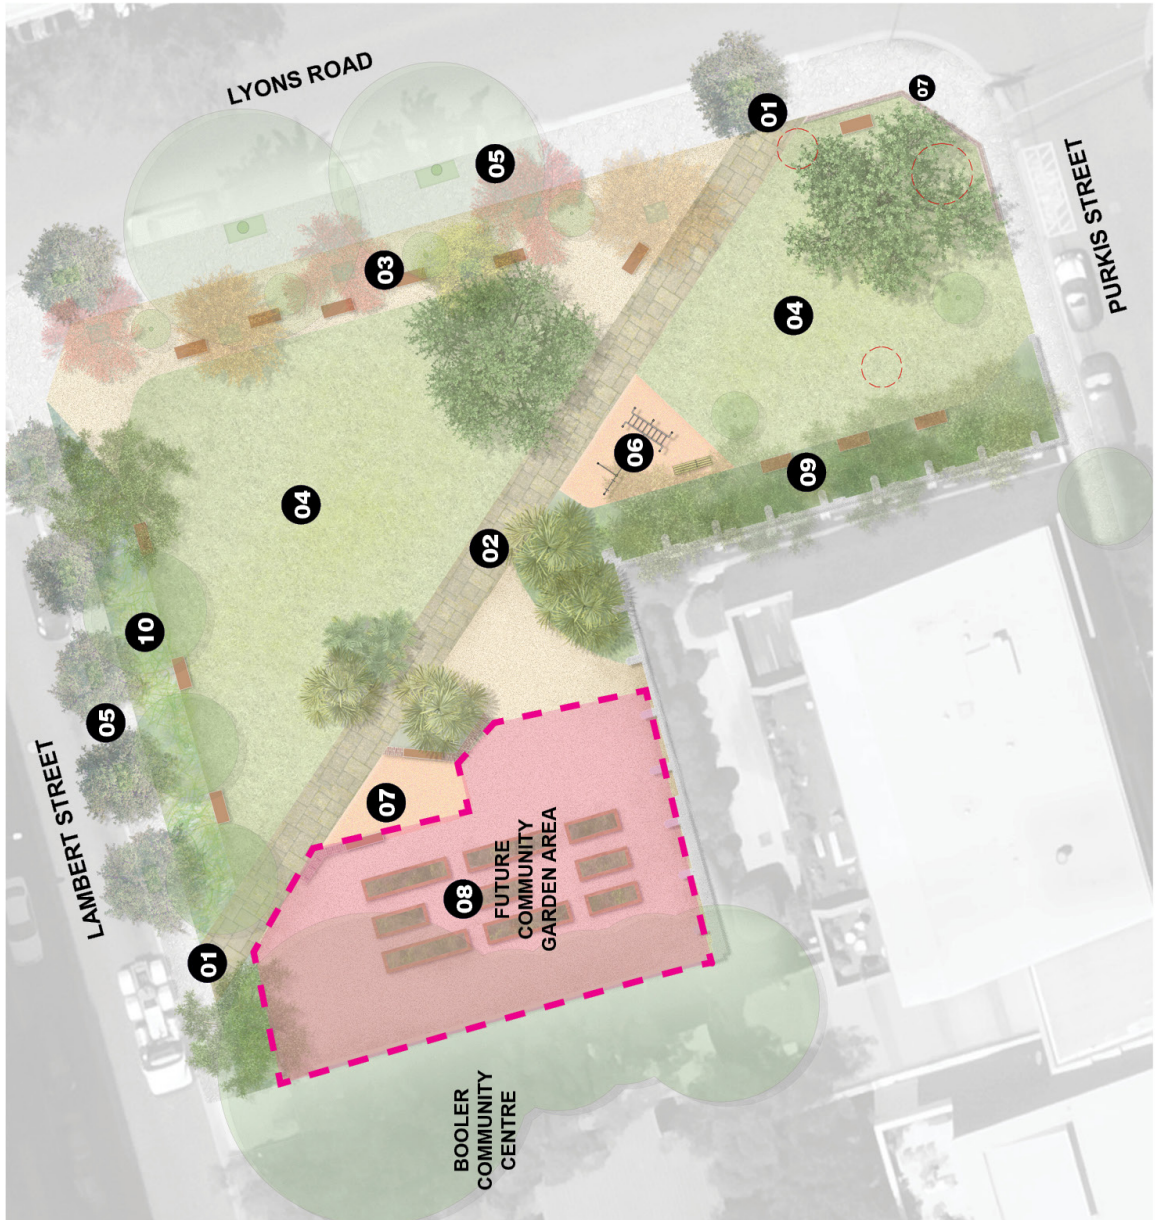 LYONS ROAD
01
07
05
PURKIS STREET
03
04
06
09
04
02
10
05
LAMBERT STREET
07
08
FUTURE
COMMUNITY
GARDEN AREA
01
BOOLER
COMMUNITY
CENTRE